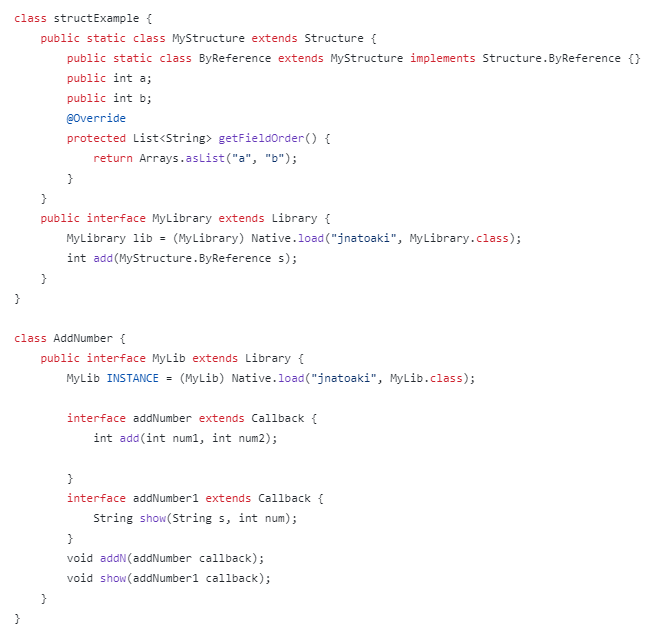 class structExample {
    public static class MyStructure extends Structure {
        public static class ByReference extends MyStructure implements Structure.ByReference {}
        public int a;
        public int b;
        @Override
        protected List<String> getFieldOrder() {
            return Arrays.asList("a", "b");
        }
    }
    public interface MyLibrary extends Library {
        MyLibrary lib = (MyLibrary) Native.load("jnatoaki", MyLibrary.class);
        int add(MyStructure.ByReference s);
    }
}

class AddNumber {
    public interface MyLib extends Library {
        MyLib INSTANCE = (MyLib) Native.load("jnatoaki", MyLib.class);

        interface addNumber extends Callback {
            int add(int num1, int num2);

        }
        interface addNumber1 extends Callback {
            String show(String s, int num);
        }
        void addN(addNumber callback);
        void show(addNumber1 callback);
    }
}